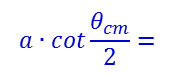 a · cot θ_cm/2 =